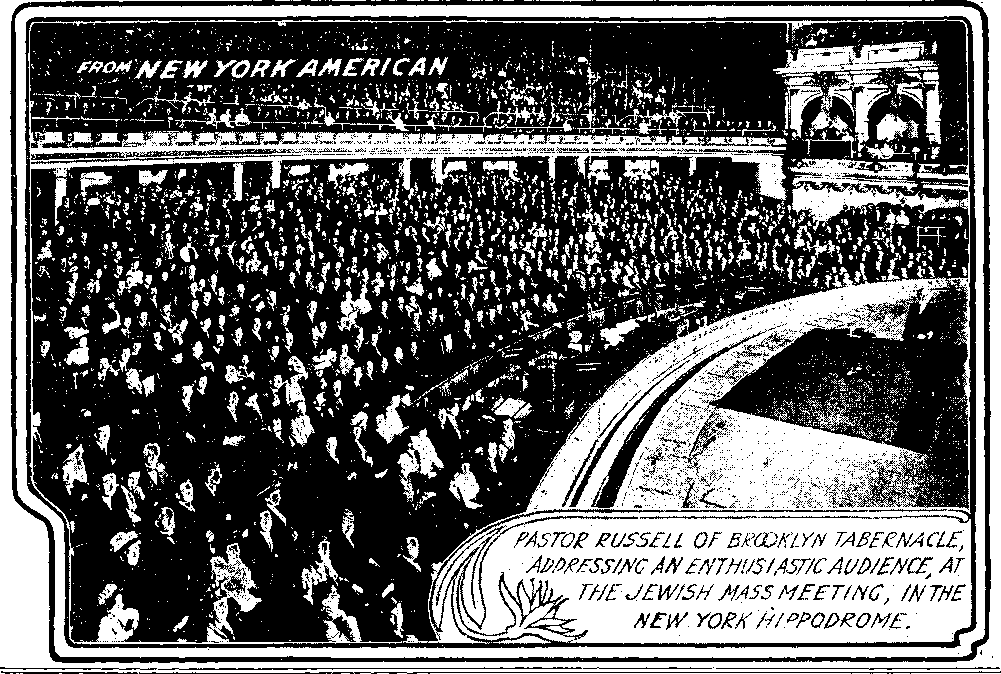 FROM NEW YORK AMERICAN
PASTOR RUSSELL OF BROOKLYN TABERNACLE,
ADDRESSING AN ENTHUSIASTIC AUDIENCE, AT
THE JEWISH MASS MEETING, IN THE
NEW YORK HIPPODROME.